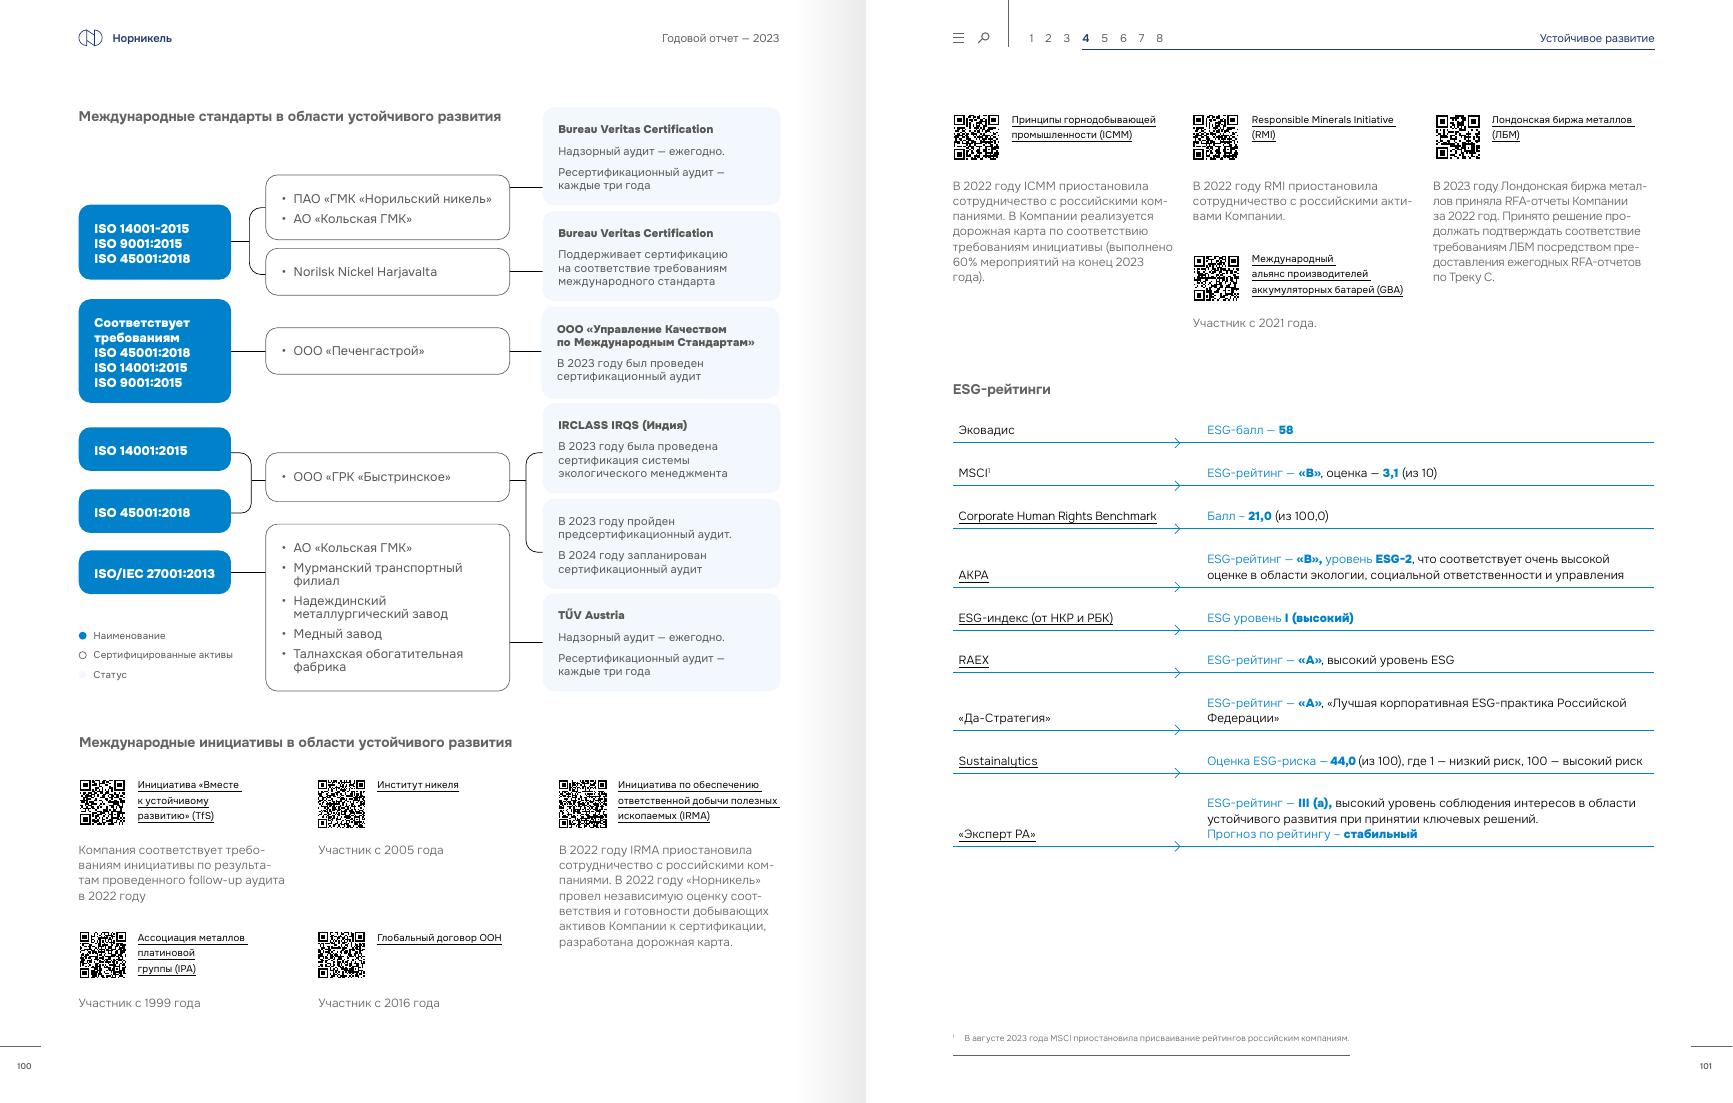 Норникель
Годовой отчет — 2023
Международные стандарты в области устойчивого развития
ISO 14001-2015
ISO 9001:2015
ISO 45001:2018
• ПАО «ГМК «Норильский никель»
• АО «Кольская ГМК»
• Norilsk Nickel Harjavalta
Bureau Veritas Certification
Надзорный аудит — ежегодно.
Ресертификационный аудит —
каждые три года
Bureau Veritas Certification
Поддерживает сертификацию
на соответствие требованиям
международного стандарта
Соответствует
требованиям
ISO 45001:2018
ISO 14001:2015
ISO 9001:2015
• ООО «Печенгастрой»
ООО «Управление Качеством
по Международным Стандартам»
В 2023 году был проведен
сертификационный аудит
ISO 14001:2015
ISO 45001:2018
• ООО «ГРК «Быстринское»
IRCLASS IRQS (Индия)
В 2023 году была проведена
сертификация системы
экологического менеджмента
В 2023 году пройден
предсертификационный аудит.
В 2024 году запланирован
сертификационный аудит
ISO/IEC 27001:2013
• АО «Кольская ГМК»
• Мурманский транспортный
филиал
• Надеждинский
металлургический завод
• Медный завод
• Талнахская обогатительная
фабрика
TŰV Austria
Надзорный аудит — ежегодно.
Ресертификационный аудит —
каждые три года
Наименование
Сертифицированные активы
Статус
Международные инициативы в области устойчивого развития
Инициатива «Вместе
к устойчивому
развитию» (TfS)
Компания соответствует требо-
ваниям инициативы по результа-
там проведенного follow-up аудита
в 2022 году
Институт никеля
Участник с 2005 года
Инициатива по обеспечению
ответственной добычи полезных
ископаемых (IRMA)
В 2022 году IRMA приостановила
сотрудничество с российскими ком-
паниями. В 2022 году «Норникель»
провел независимую оценку соот-
ветствия и готовности добывающих
активов Компании к сертификации,
разработана дорожная карта.
Ассоциация металлов
платиновой
группы (IPA)
Участник с 1999 года
Глобальный договор ООН
Участник с 2016 года
100
1 2 3 4 5 6 7 8
Устойчивое развитие
Принципы горнодобывающей
промышленности (ICMM)
В 2022 году ICMM приостановила
сотрудничество с российскими ком-
паниями. В Компании реализуется
дорожная карта по соответствию
требованиям инициативы (выполнено
60% мероприятий на конец 2023
года).
Responsible Minerals Initiative
(RMI)
В 2022 году RMI приостановила
сотрудничество с российскими акти-
вами Компании.
Международный
альянс производителей
аккумуляторных батарей (GBA)
Участник с 2021 года.
Лондонская биржа металлов
(ЛБМ)
В 2023 году Лондонская биржа метал-
лов приняла RFA-отчеты Компании
за 2022 год. Принято решение про-
должать подтверждать соответствие
требованиям ЛБМ посредством пре-
доставления ежегодных RFA-отчетов
по Треку С.
ESG-рейтинги
Эковадис
ESG-балл — 58
MSCI¹
ESG-рейтинг — «B», оценка — 3,1 (из 10)
Corporate Human Rights Benchmark
Балл – 21,0 (из 100,0)
АКРА
ESG-рейтинг — «B», уровень ESG-2, что соответствует очень высокой
оценке в области экологии, социальной ответственности и управления
ESG-индекс (от НКР и РБК)
ESG уровень I (высокий)
RAEX
ESG-рейтинг — «A», высокий уровень ESG
«Да-Стратегия»
ESG-рейтинг — «A», «Лучшая корпоративная ESG-практика Российской
Федерации»
Sustainalytics
Оценка ESG-риска — 44,0 (из 100), где 1 — низкий риск, 100 — высокий риск
«Эксперт РА»
ESG-рейтинг — III (a), высокий уровень соблюдения интересов в области
устойчивого развития при принятии ключевых решений.
Прогноз по рейтингу – стабильный
¹ В августе 2023 года MSCI приостановила присваивание рейтингов российским компаниям.
101